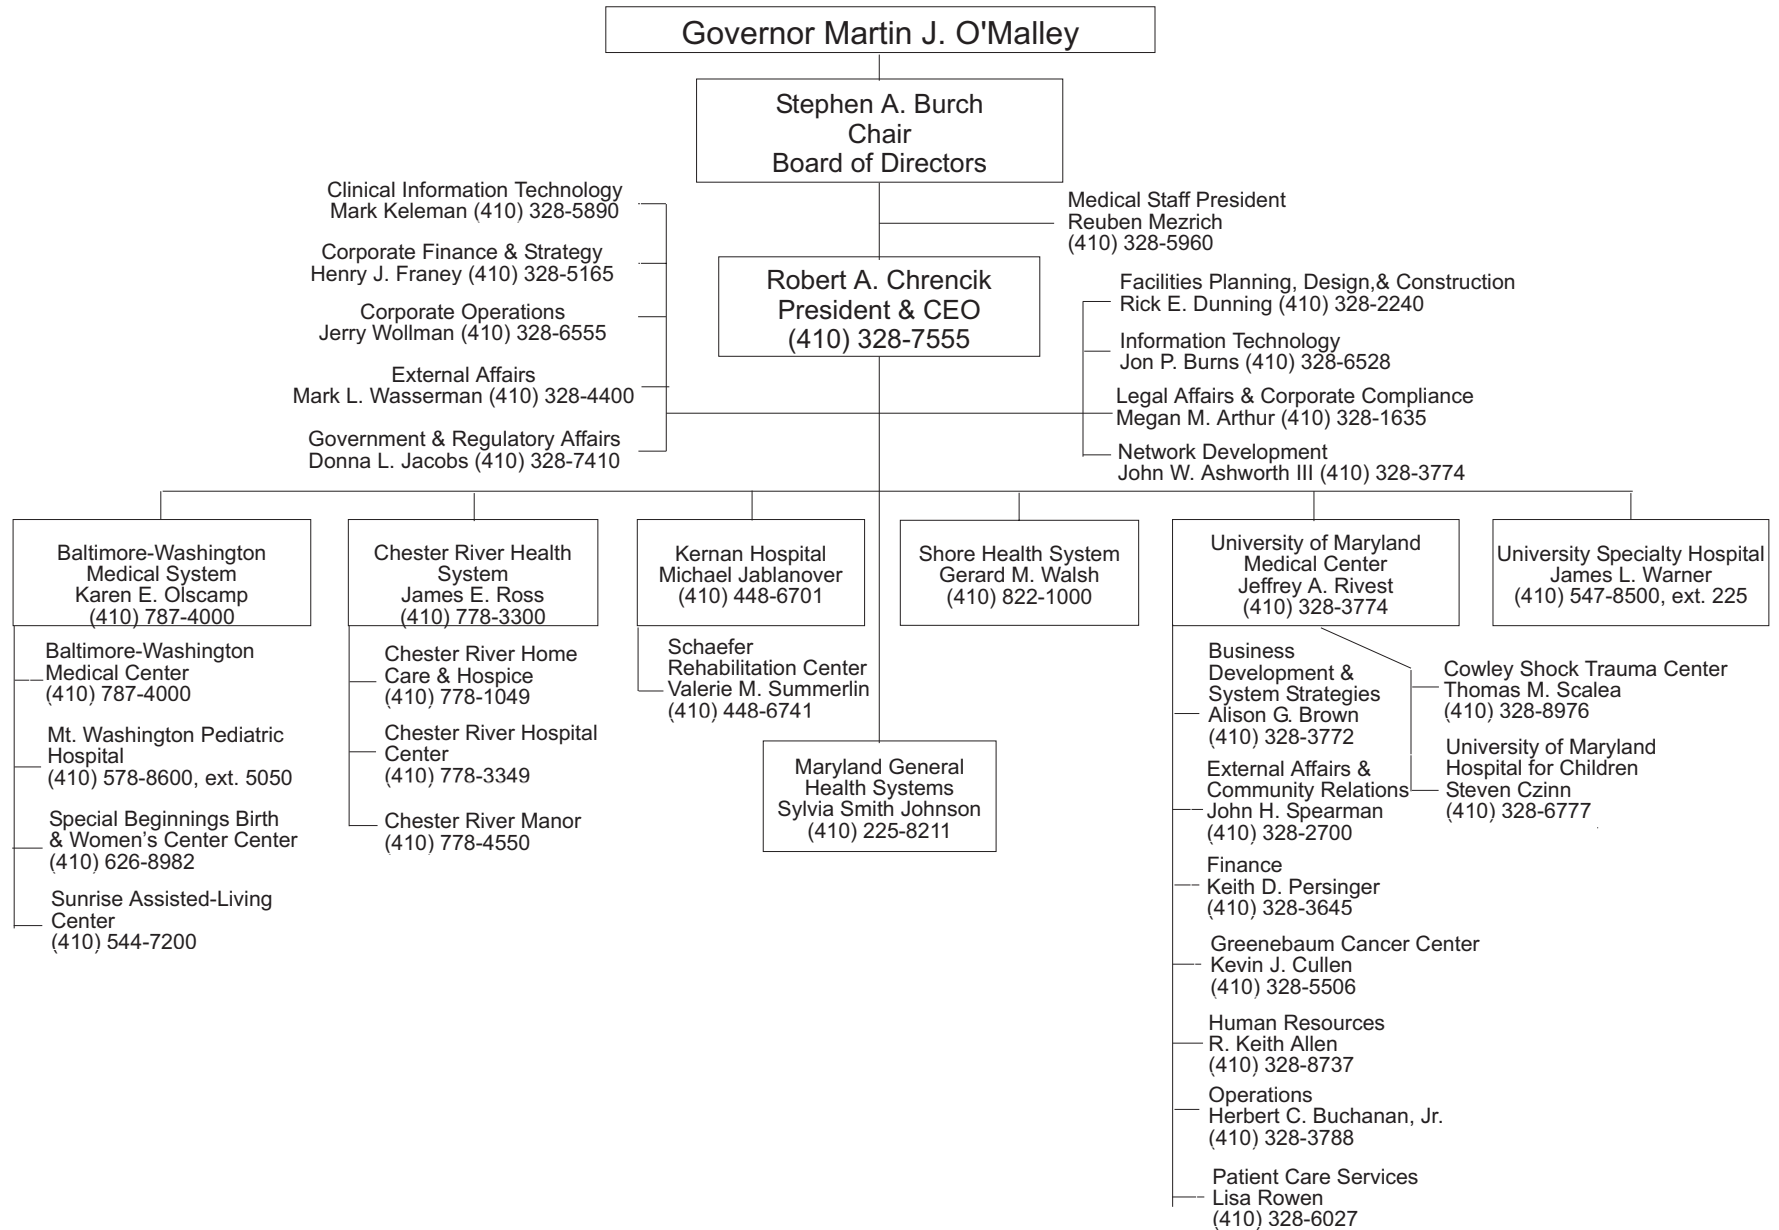 Governor Martin J. O'Malley
Stephen A. Burch
Chair
Board of Directors
Clinical Information Technology
Mark Keleman (410) 328-5890
Corporate Finance & Strategy
Henry J. Franey (410) 328-5165
Corporate Operations
Jerry Wollman (410) 328-6555
External Affairs
Mark L. Wasserman (410) 328-4400
Government & Regulatory Affairs
Donna L. Jacobs (410) 328-7410
Medical Staff President
Reuben Mezrich
(410) 328-5960
Robert A. Chrencik
President & CEO
(410) 328-7555
Facilities Planning, Design,& Construction
Rick E. Dunning (410) 328-2240
Information Technology
Jon P. Burns (410) 328-6528
Legal Affairs & Corporate Compliance
Megan M. Arthur (410) 328-1635
Network Development
John W. Ashworth III (410) 328-3774
Baltimore-Washington
Medical System
Karen E. Olscamp
(410) 787-4000
Baltimore-Washington
Medical Center
(410) 787-4000
Mt. Washington Pediatric
Hospital
(410) 578-8600, ext. 5050
Special Beginnings Birth
& Women's Center Center
(410) 626-8982
Sunrise Assisted-Living
Center
(410) 544-7200
Chester River Health
System
James E. Ross
(410) 778-3300
Chester River Home
Care & Hospice
(410) 778-1049
Chester River Hospital
Center
(410) 778-3349
Chester River Manor
(410) 778-4550
Kernan Hospital
Michael Jablanover
(410) 448-6701
Schaefer
Rehabilitation Center
Valerie M. Summerlin
(410) 448-6741
Maryland General
Health Systems
Sylvia Smith Johnson
(410) 225-8211
Shore Health System
Gerard M. Walsh
(410) 822-1000
University of Maryland
Medical Center
Jeffrey A. Rivest
(410) 328-3774
Business
Development &
System Strategies
Alison G. Brown
(410) 328-3772
External Affairs &
Community Relations
John H. Spearman
(410) 328-2700
Finance
Keith D. Persinger
(410) 328-3645
Greenebaum Cancer Center
Kevin J. Cullen
(410) 328-5506
Human Resources
R. Keith Allen
(410) 328-8737
Operations
Herbert C. Buchanan, Jr.
(410) 328-3788
Patient Care Services
Lisa Rowen
(410) 328-6027
Cowley Shock Trauma Center
Thomas M. Scalea
(410) 328-8976
University of Maryland
Hospital for Children
Steven Czinn
(410) 328-6777
University Specialty Hospital
James L. Warner
(410) 547-8500, ext. 225